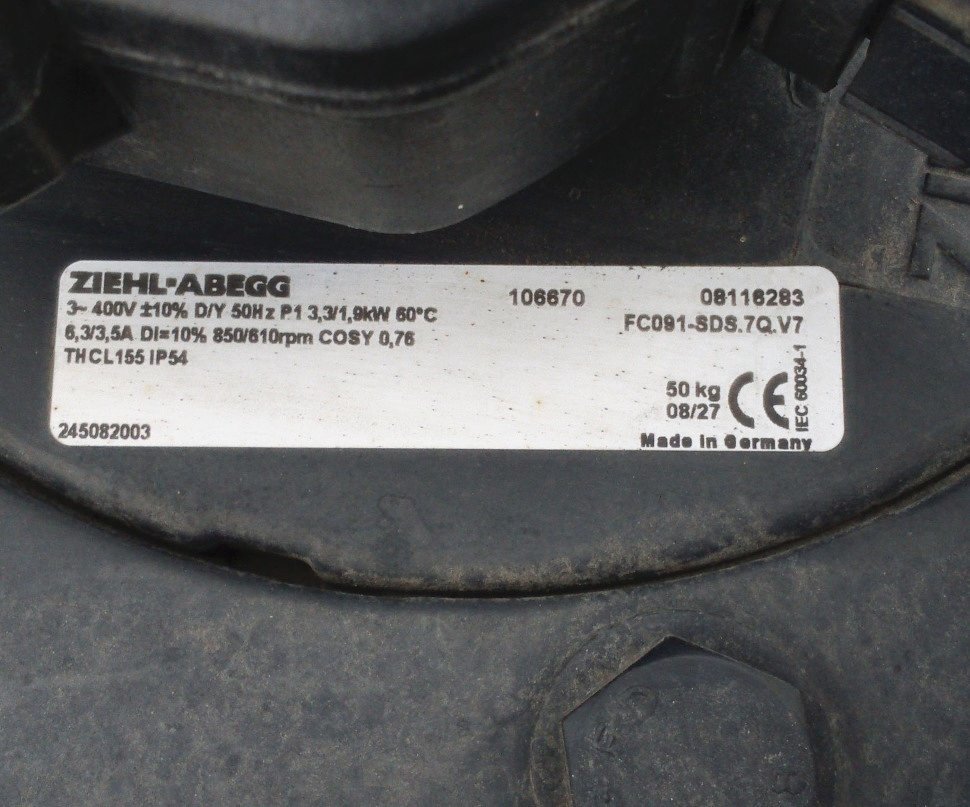 ZIEHL-ABEGG
3~ 400V ±10% D/Y 50Hz P1 3,3/1,9kW 60°C
6,3/3,5A DI=10% 850/610rpm COSY 0,76
THCL155 IP54
245082003
106670
08116283
FC091-SDS.7Q.V7
50 kg
08/27
CE
IEC 60034-1
Made in Germany